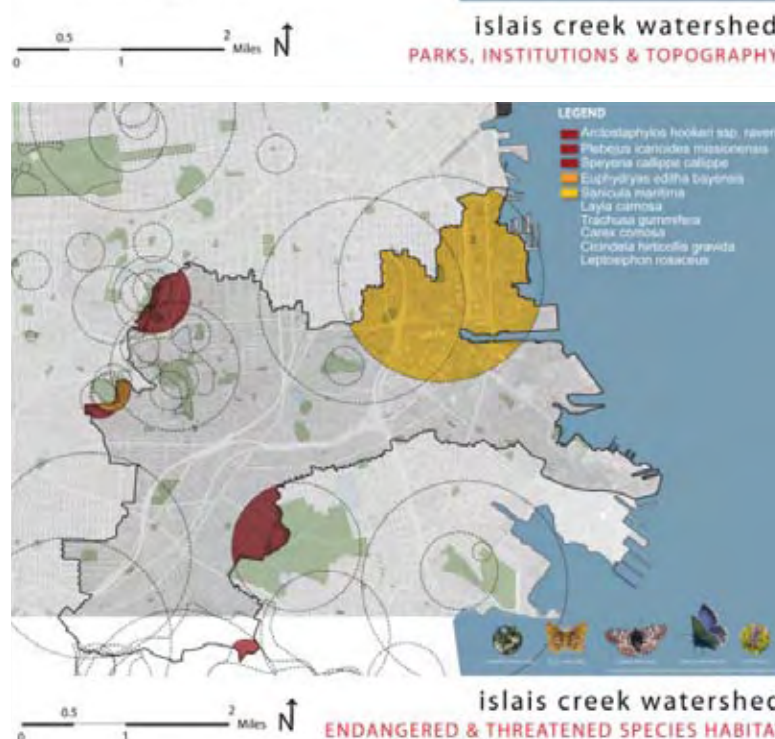 0.5 2
0 1 Miles N
islais creek watershed
PARKS, INSTITUTIONS & TOPOGRAPHY
LEGEND
Arctostaphylos hookeri ssp. raven
Plebejus icarioides missionensis
Speyeria callippe callippe
Euphydryas editha bayensis
Sanicula maritima
Layia carnosa
Trachusa gummifera
Carex comosa
Cicindela hirticollis gravida
Leptosiphon rosaceus
islais creek watershed
0.5 2
0 1 Miles N
ENDANGERED & THREATENED SPECIES HABITA